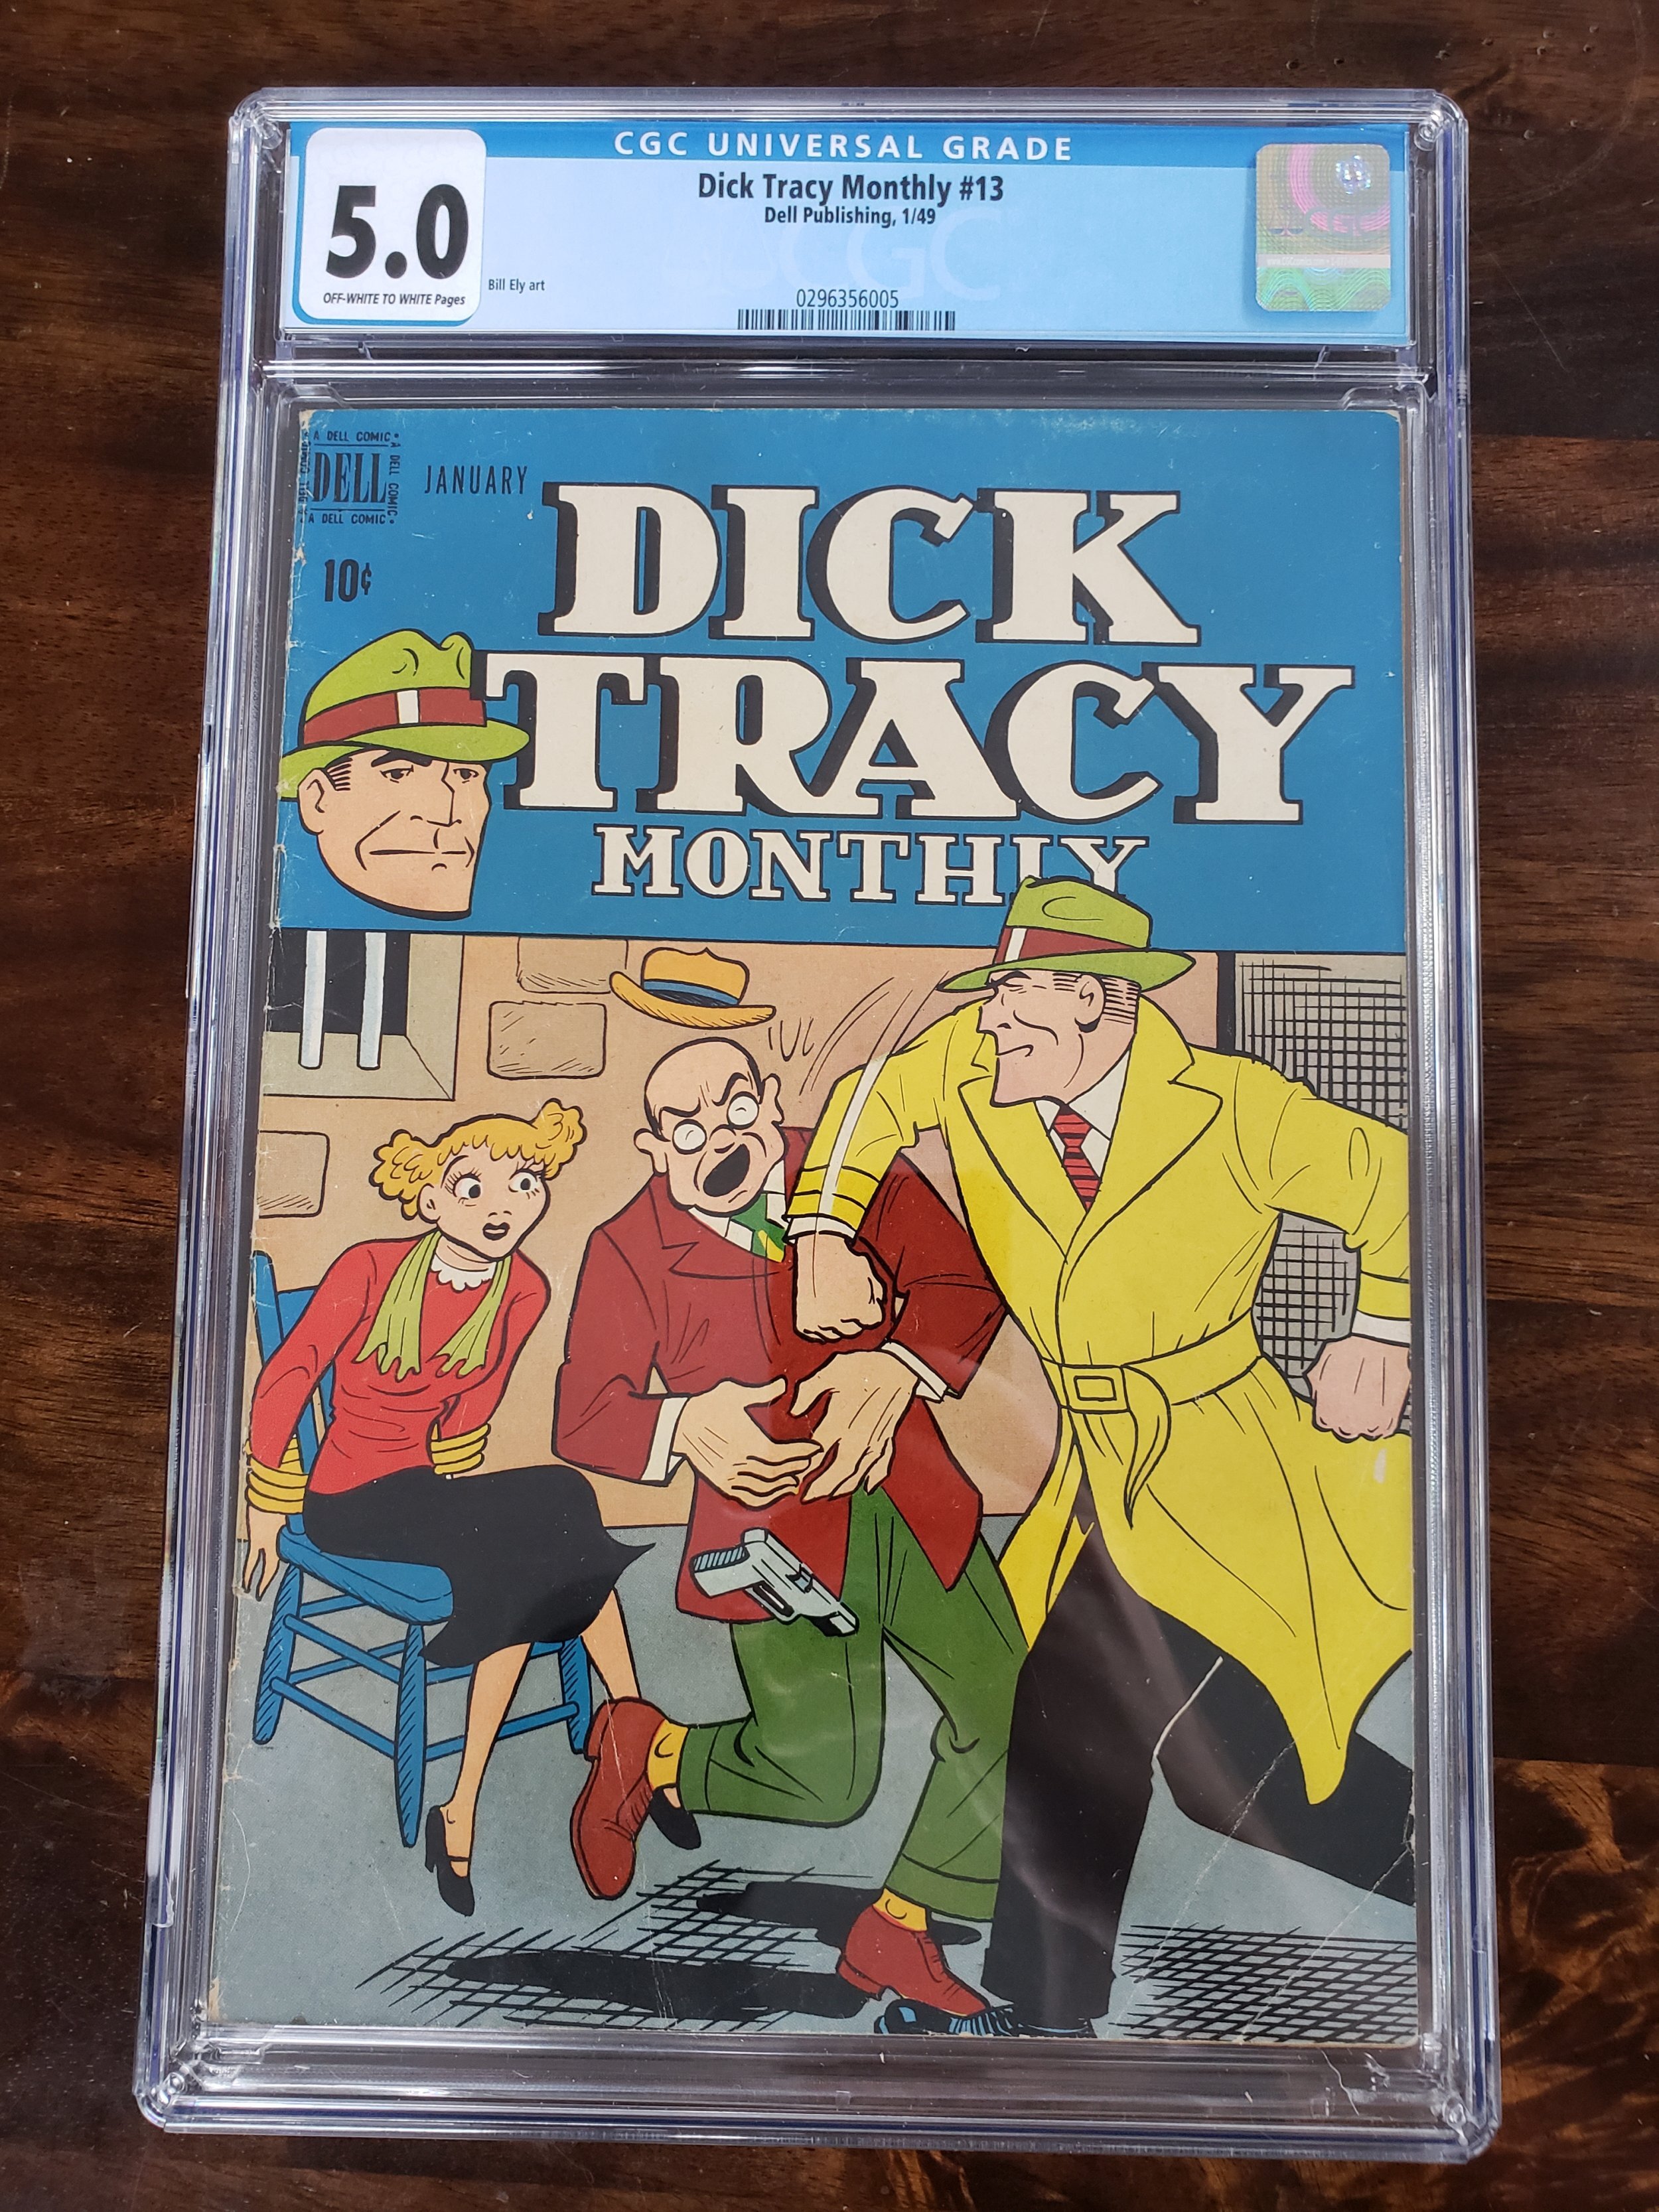 CGC UNIVERSAL GRADE
5.0
OFF-WHITE TO WHITE Pages
Dick Tracy Monthly #13
Dell Publishing, 1/49
Bill Ely art
0296356005
CGC
A DELL COMIC
DELL
A DELL COMIC
A DELL COMIC
JANUARY
10¢
DICK
TRACY
MONTHLY